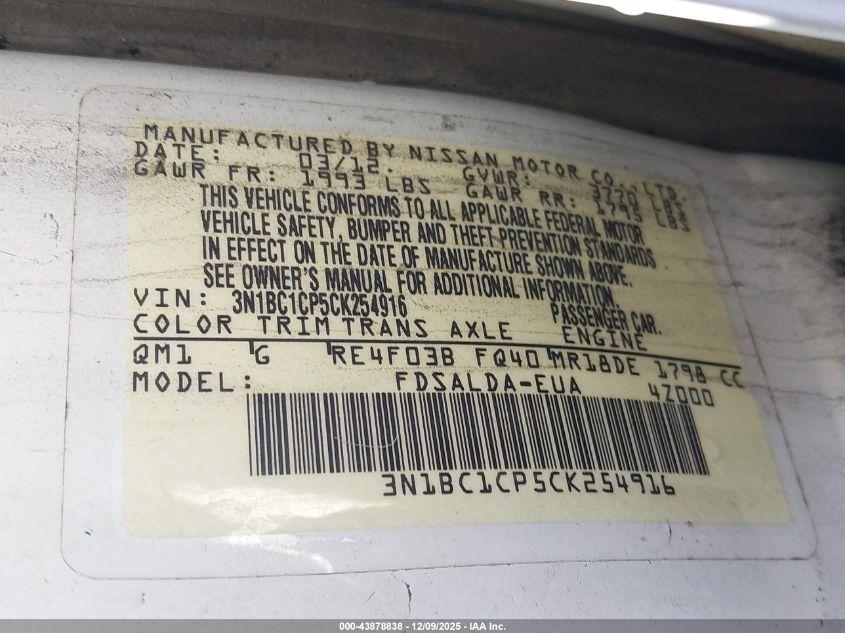 MANUFACTURED BY NISSAN MOTOR CO., LTD.
DATE: 03/12. GVWR: LBS
GAWR FR: 1993 LBS GAWR RR: 1795 LBS
THIS VEHICLE CONFORMS TO ALL APPLICABLE FEDERAL MOTOR
VEHICLE SAFETY, BUMPER AND THEFT PREVENTION STANDARDS
IN EFFECT ON THE DATE OF MANUFACTURE SHOWN ABOVE.
SEE OWNER'S MANUAL FOR ADDITIONAL INFORMATION.
VIN: 3N1BC1CP5CK254916 PASSENGER CAR.
COLOR TRIM TRANS AXLE ENGINE
QM1 G RE4F03B FQ40 MR18DE 1798 CC
MODEL: FDSALDA-EUA 4Z000
3N1BC1CP5CK254916
000-43878838 - 12/09/2025 - IAA Inc.